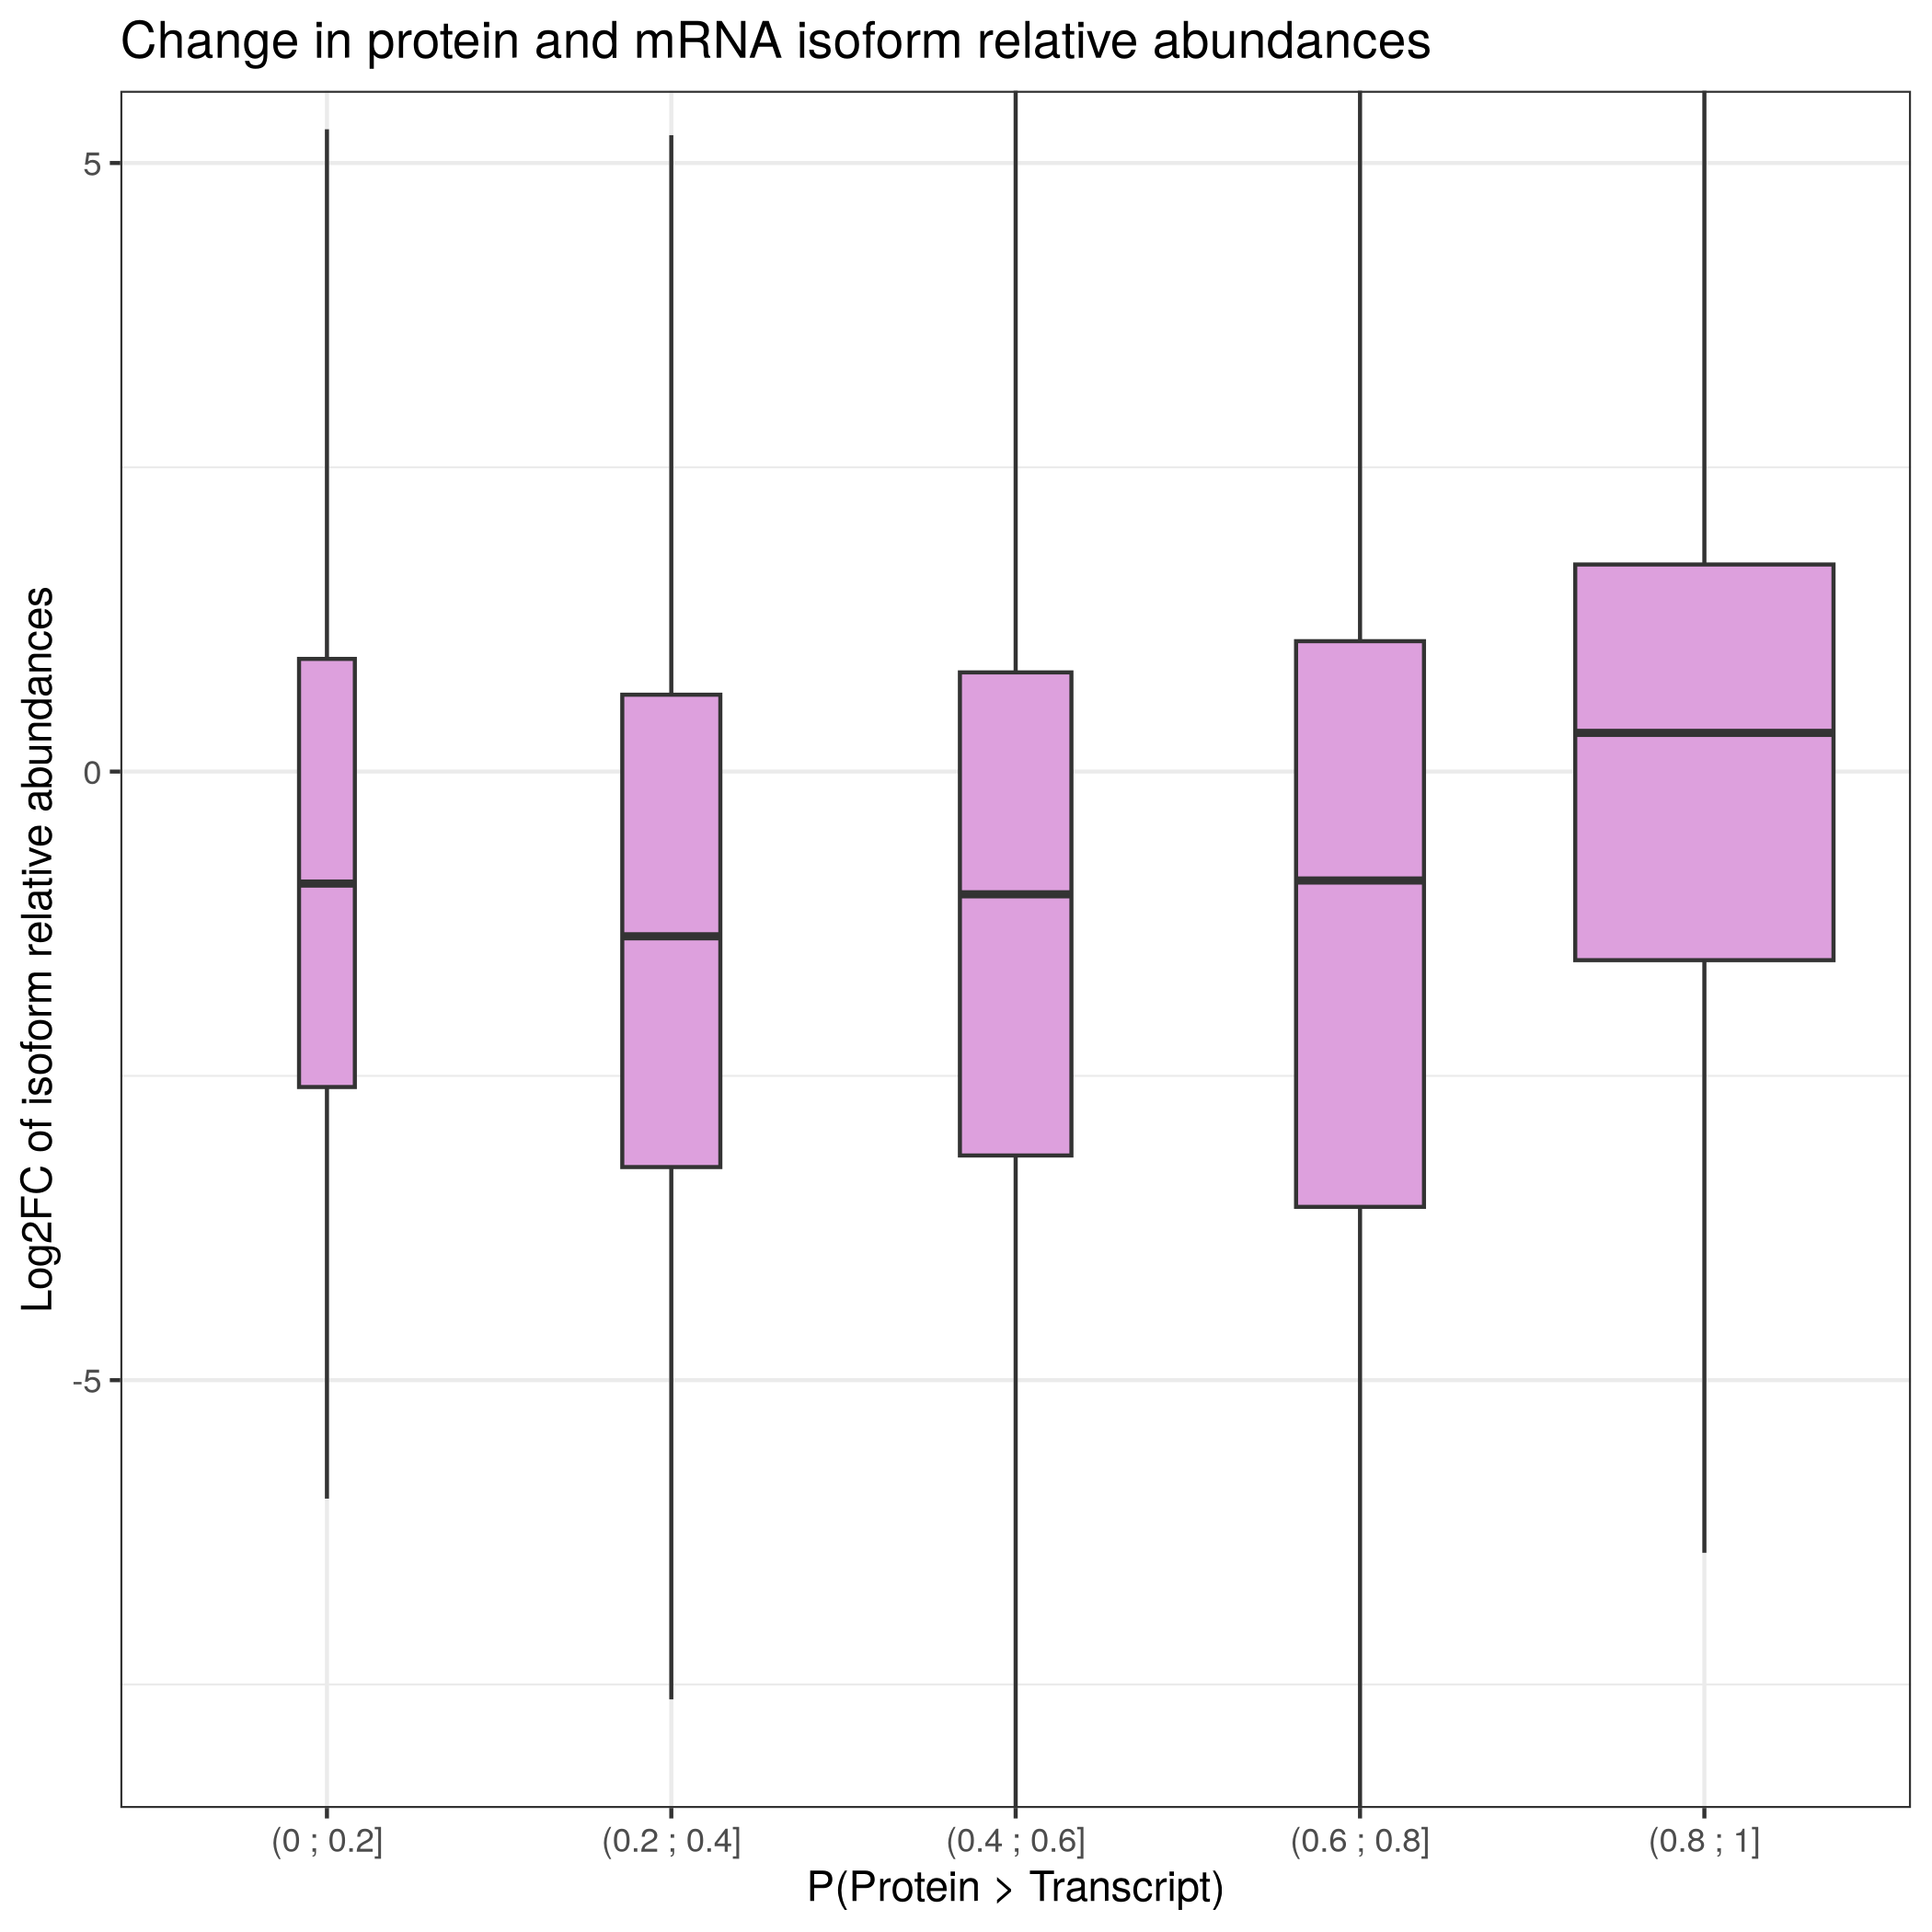 Change in protein and mRNA isoform relative abundances
Log2FC of isoform relative abundances
5
0
-5
(0 ; 0.2]
(0.2 ; 0.4]
(0.4 ; 0.6]
(0.6 ; 0.8]
(0.8 ; 1]
P(Protein > Transcript)